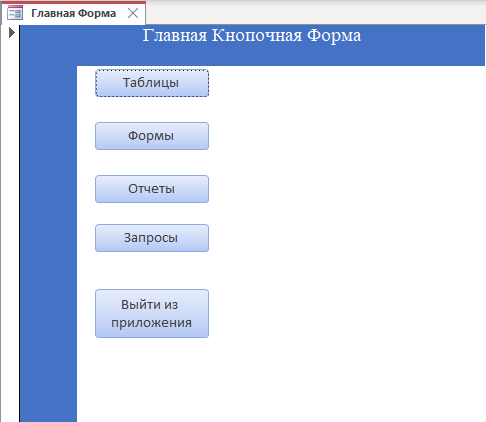 Главная Форма
Главная Кнопочная Форма
Таблицы
Формы
Отчеты
Запросы
Выйти из
приложения